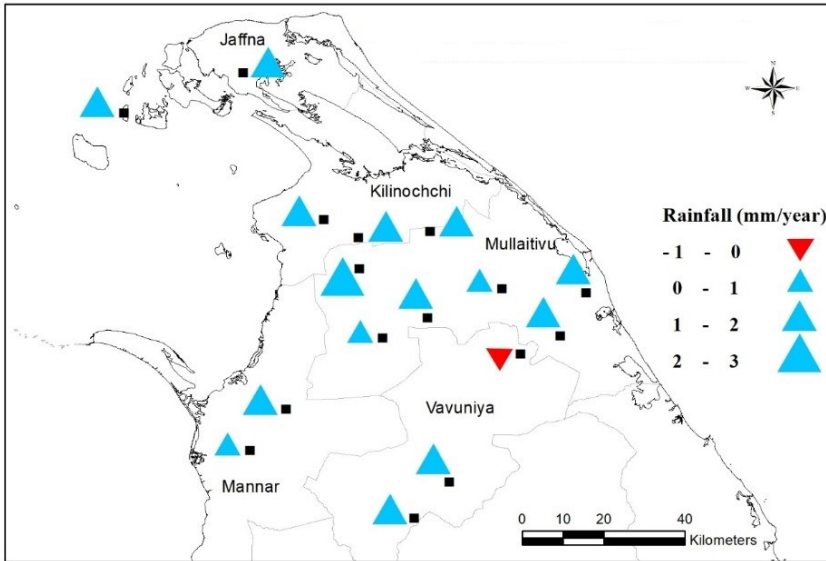 Jaffna
N
W E
S
Kilinochchi
Rainfall (mm/year)
Mullaitivu
-1 - 0
0 - 1
1 - 2
2 - 3
Vavuniya
Mannar
0 10 20 40
Kilometers